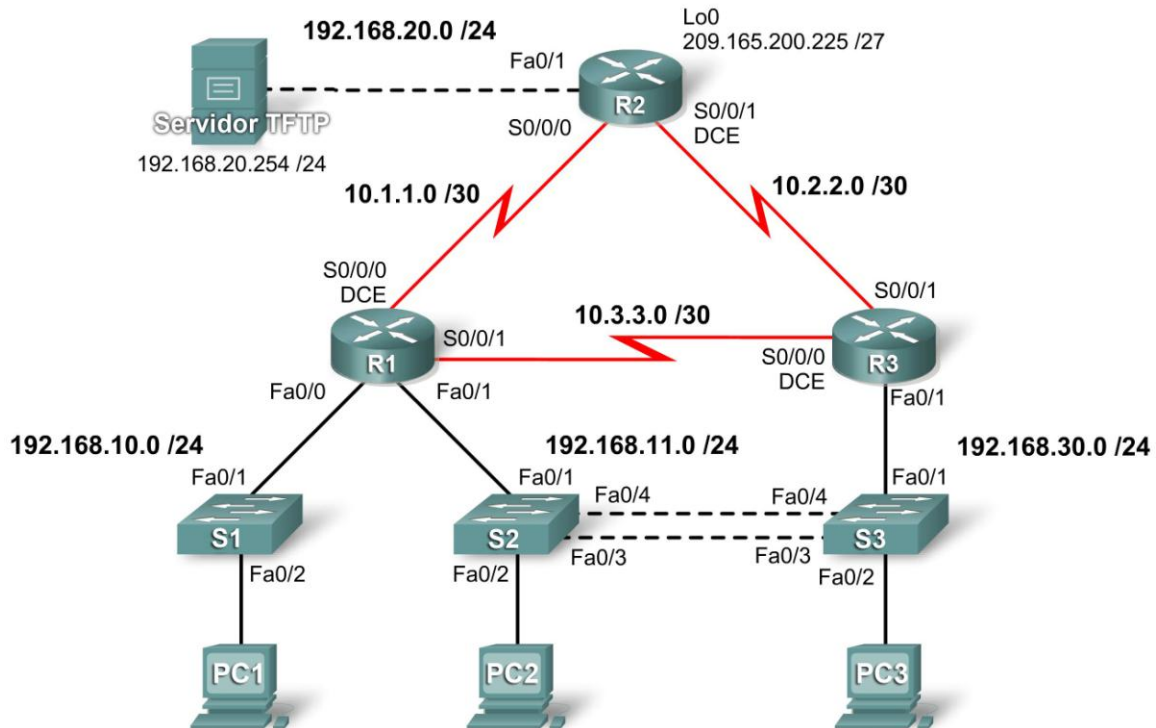 Lo0
192.168.20.0 /24
209.165.200.225 /27
Fa0/1
R2
Servidor TFTP
S0/0/0
S0/0/1
DCE
192.168.20.254 /24
10.1.1.0 /30
10.2.2.0 /30
S0/0/0
DCE
S0/0/1
10.3.3.0 /30
S0/0/1
R1
S0/0/0
DCE
R3
Fa0/0
Fa0/1
Fa0/1
192.168.10.0 /24
192.168.11.0 /24
192.168.30.0 /24
Fa0/1
Fa0/1
Fa0/4
Fa0/4
Fa0/1
S1
S2
S3
Fa0/3
Fa0/3
Fa0/2
Fa0/2
Fa0/2
PC1
PC2
PC3